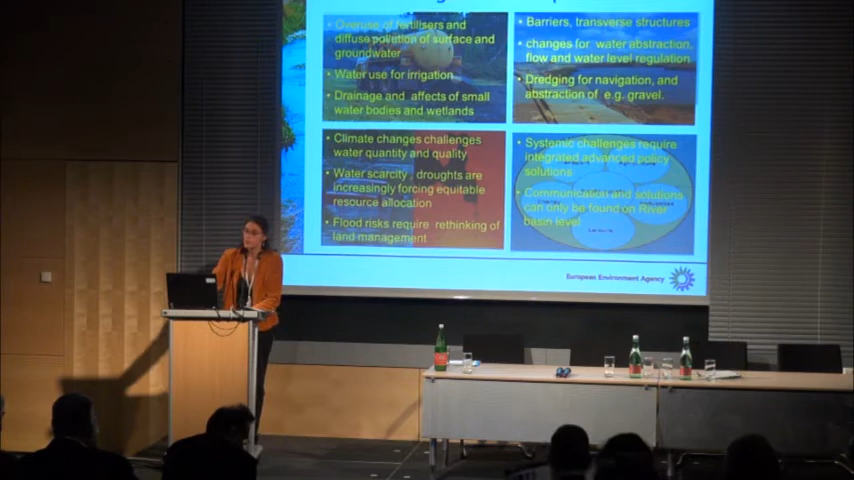 • Overuse of fertilisers and
diffuse pollution of surface and
groundwater
• Water use for irrigation
• Drainage and affects of small
water bodies and wetlands
• Barriers, transverse structures
• changes for water abstraction,
flow and water level regulation
• Dredging for navigation, and
abstraction of e.g. gravel.
• Climate changes challenges
water quantity and quality
• Water scarcity , droughts are
increasingly forcing equitable
resource allocation
• Flood risks require rethinking of
land management
• Systemic challenges require
integrated advanced policy
solutions
• Communication and solutions
can only be found on River
basin level
European Environment Agency